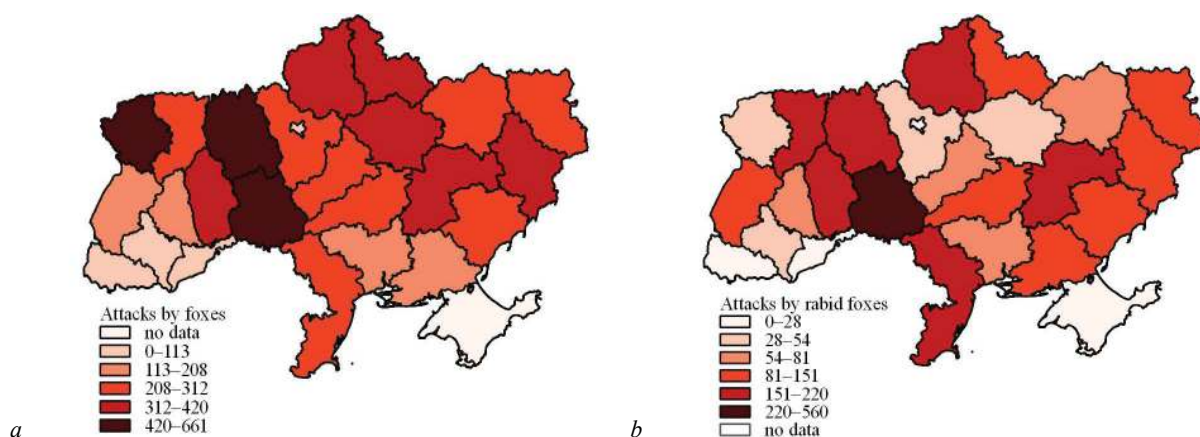 Attacks by foxes
no data
0–113
113–208
208–312
312–420
420–661
a
Attacks by rabid foxes
0–28
28–54
54–81
81–151
151–220
220–560
no data
b